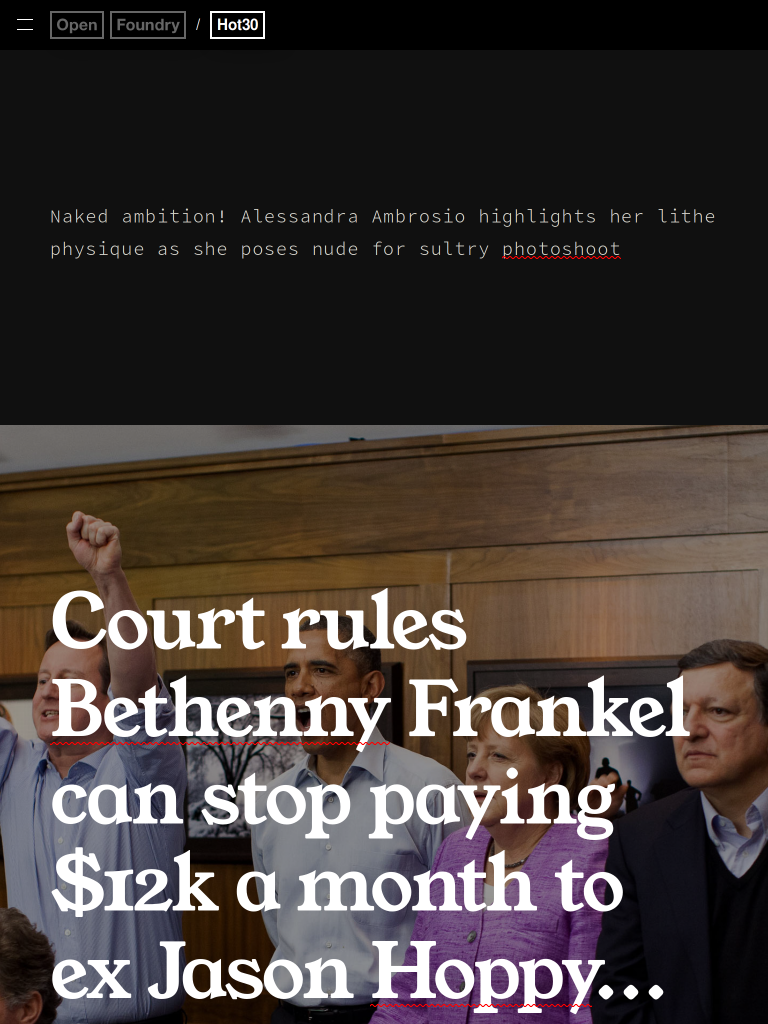 Open Foundry / Hot30
Naked ambition! Alessandra Ambrosio highlights her lithe
physique as she poses nude for sultry photoshoot
Court rules
Bethenny Frankel
can stop paying
$12k a month to
ex Jason Hoppy...